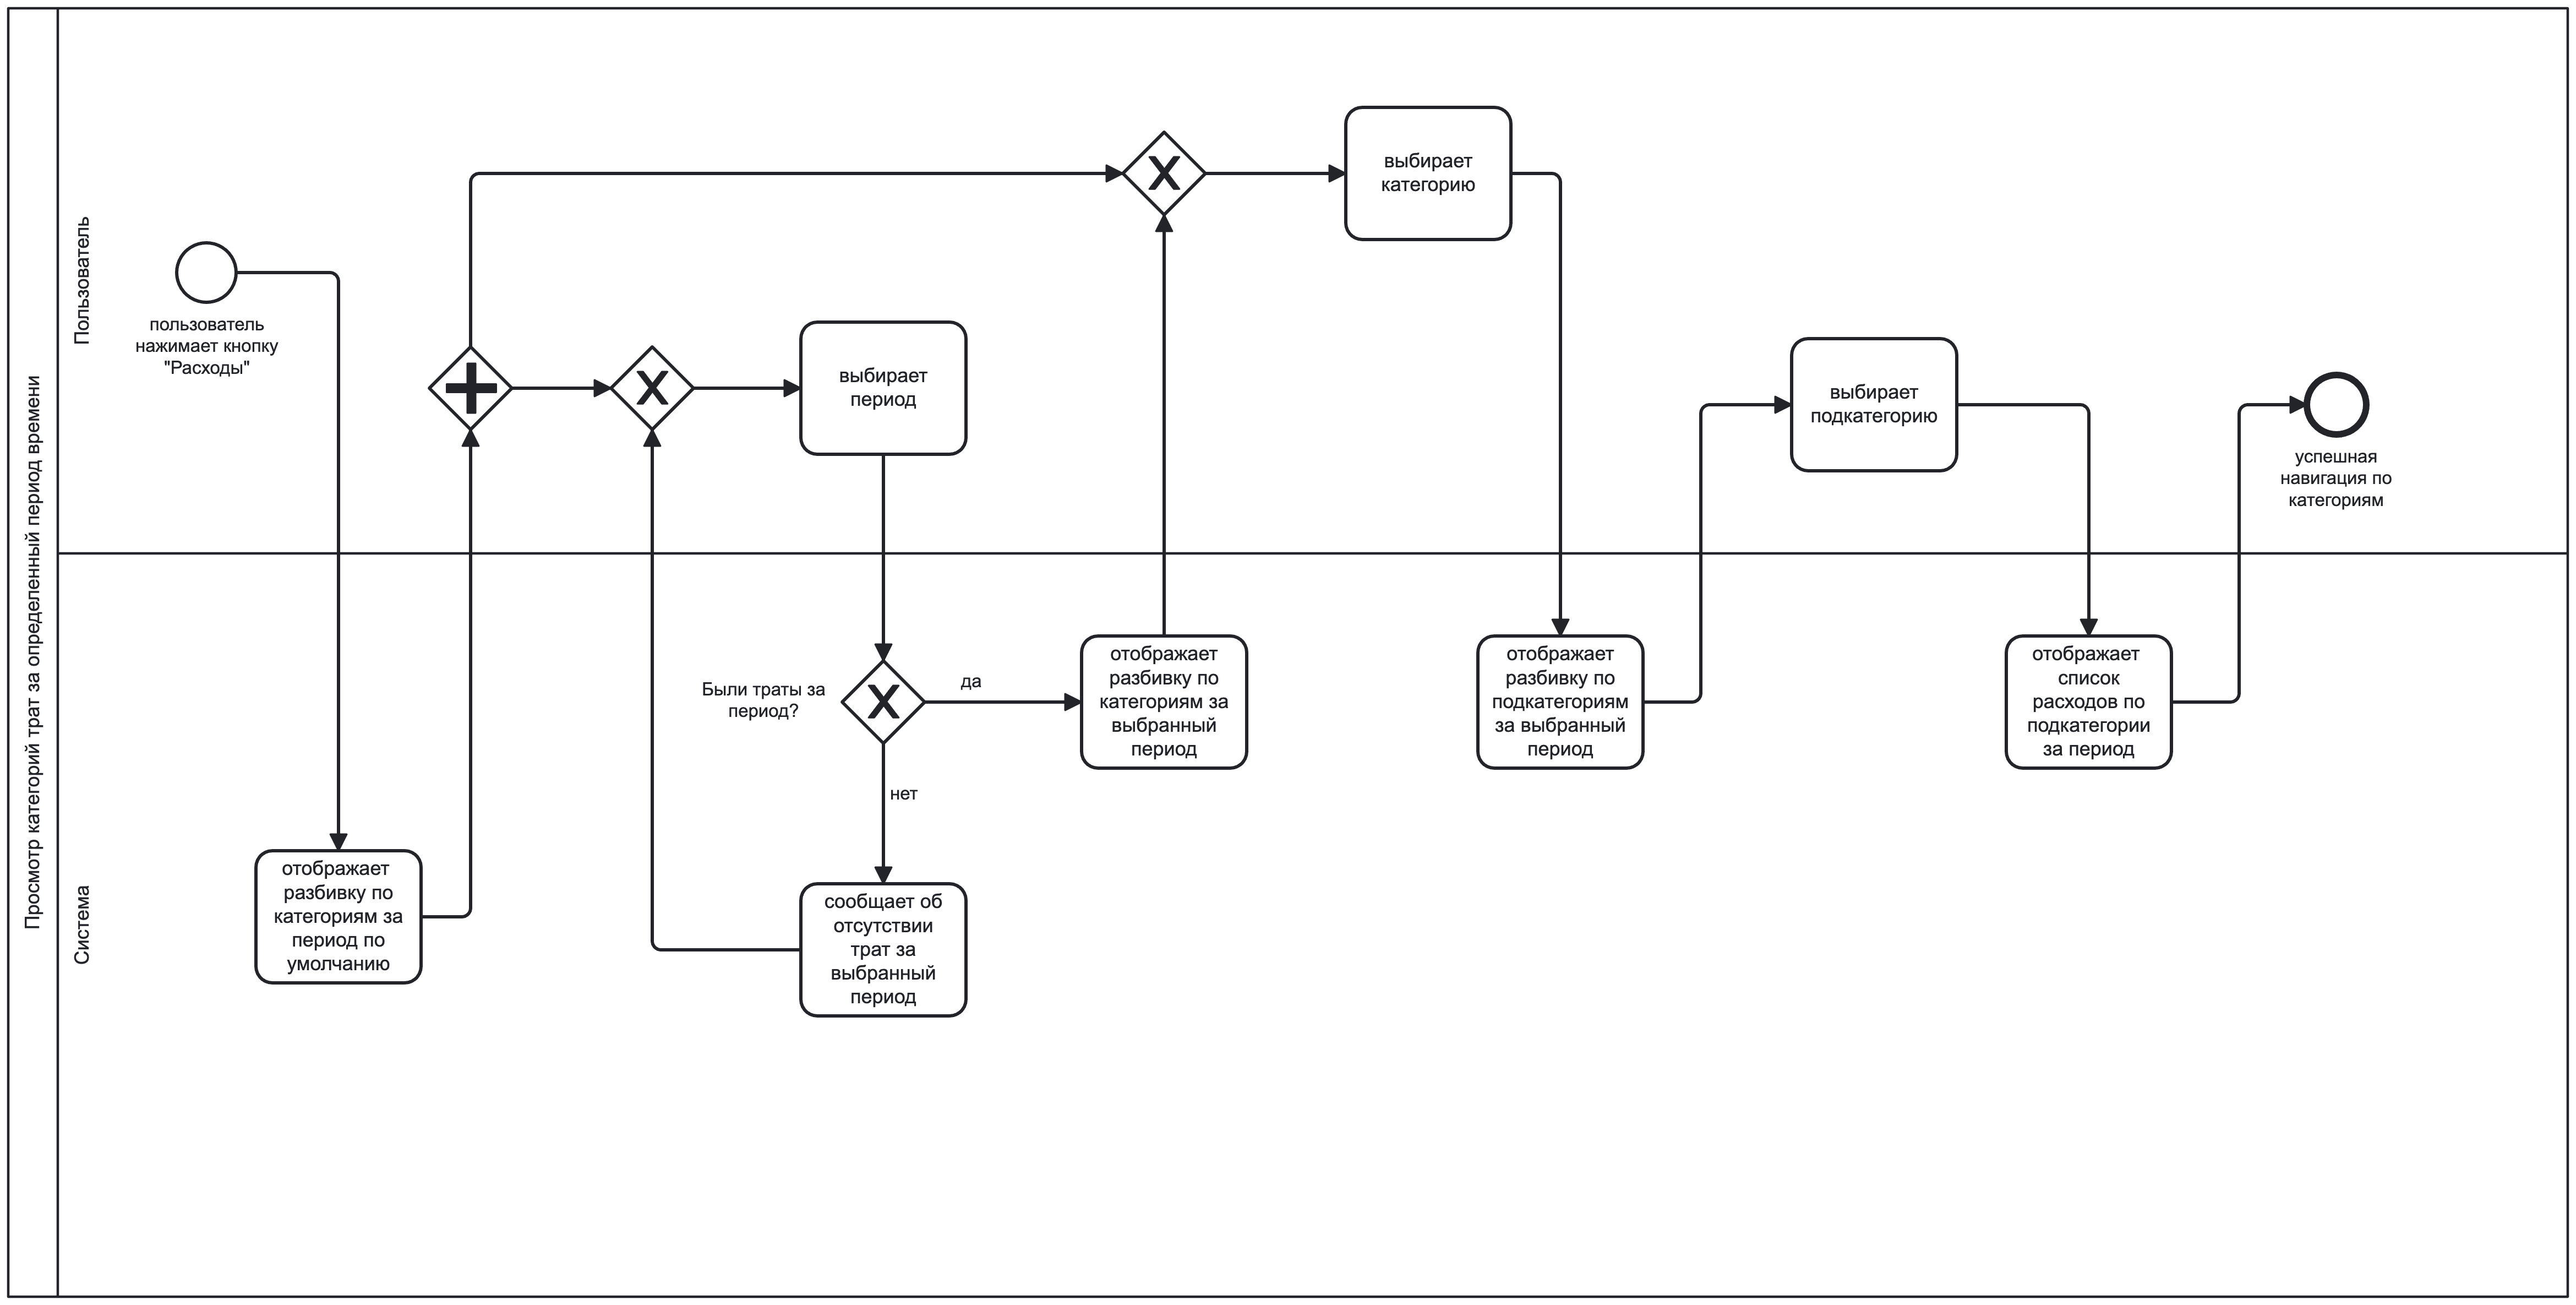 Просмотр категорий трат за определенный период времени
Пользователь
пользователь
нажимает кнопку
"Расходы"
выбирает
период
выбирает
категорию
выбирает
подкатегорию
успешная
навигация по
категориям
Система
отображает
разбивку по
категориям за
период по
умолчанию
Были траты за
период?
да
нет
сообщает об
отсутствии
трат за
выбранный
период
отображает
разбивку по
категориям за
выбранный
период
отображает
разбивку по
подкатегориям
за выбранный
период
отображает
список
расходов по
подкатегории
за период